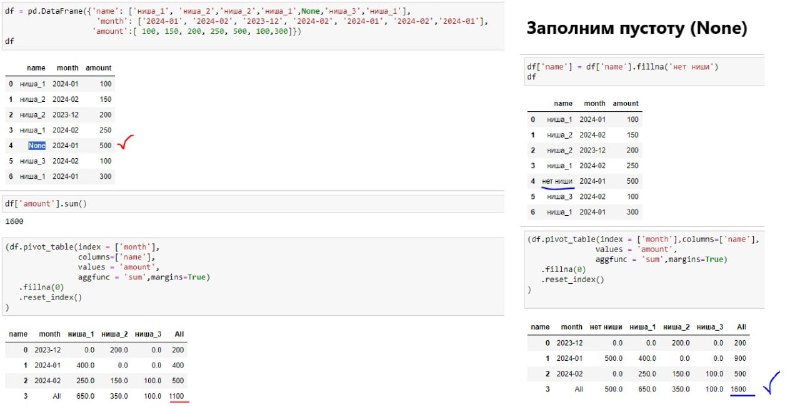 df = pd.DataFrame({'name': ['ниша_1', 'ниша_2','ниша_2','ниша_1',None,'ниша_3','ниша_1'],
'month': ['2024-01', '2024-02', '2023-12', '2024-02', '2024-01', '2024-02','2024-01'],
'amount':[ 100, 150, 200, 250, 500, 100,300]})
df
name month amount
0 ниша_1 2024-01 100
1 ниша_2 2024-02 150
2 ниша_2 2023-12 200
3 ниша_1 2024-02 250
4 None 2024-01 500
5 ниша_3 2024-02 100
6 ниша_1 2024-01 300
df['amount'].sum()
1600
(df.pivot_table(index = ['month'],
columns=['name'],
values = 'amount',
aggfunc = 'sum',margins=True)
.fillna(0)
.reset_index()
)
name month ниша_1 ниша_2 ниша_3 All
0 2023-12 0.0 200.0 0.0 200
1 2024-01 400.0 0.0 0.0 400
2 2024-02 250.0 150.0 100.0 500
3 All 650.0 350.0 100.0 1100
Заполним пустоту (None)
df['name'] = df['name'].fillna('нет ниши')
df
name month amount
0 ниша_1 2024-01 100
1 ниша_2 2024-02 150
2 ниша_2 2023-12 200
3 ниша_1 2024-02 250
4 нет ниши 2024-01 500
5 ниша_3 2024-02 100
6 ниша_1 2024-01 300
(df.pivot_table(index = ['month'],columns=['name'],
values = 'amount',
aggfunc = 'sum',margins=True)
.fillna(0)
.reset_index()
)
name month нет ниши ниша_1 ниша_2 ниша_3 All
0 2023-12 0.0 0.0 200.0 0.0 200
1 2024-01 500.0 400.0 0.0 0.0 900
2 2024-02 0.0 250.0 150.0 100.0 500
3 All 500.0 650.0 350.0 100.0 1600